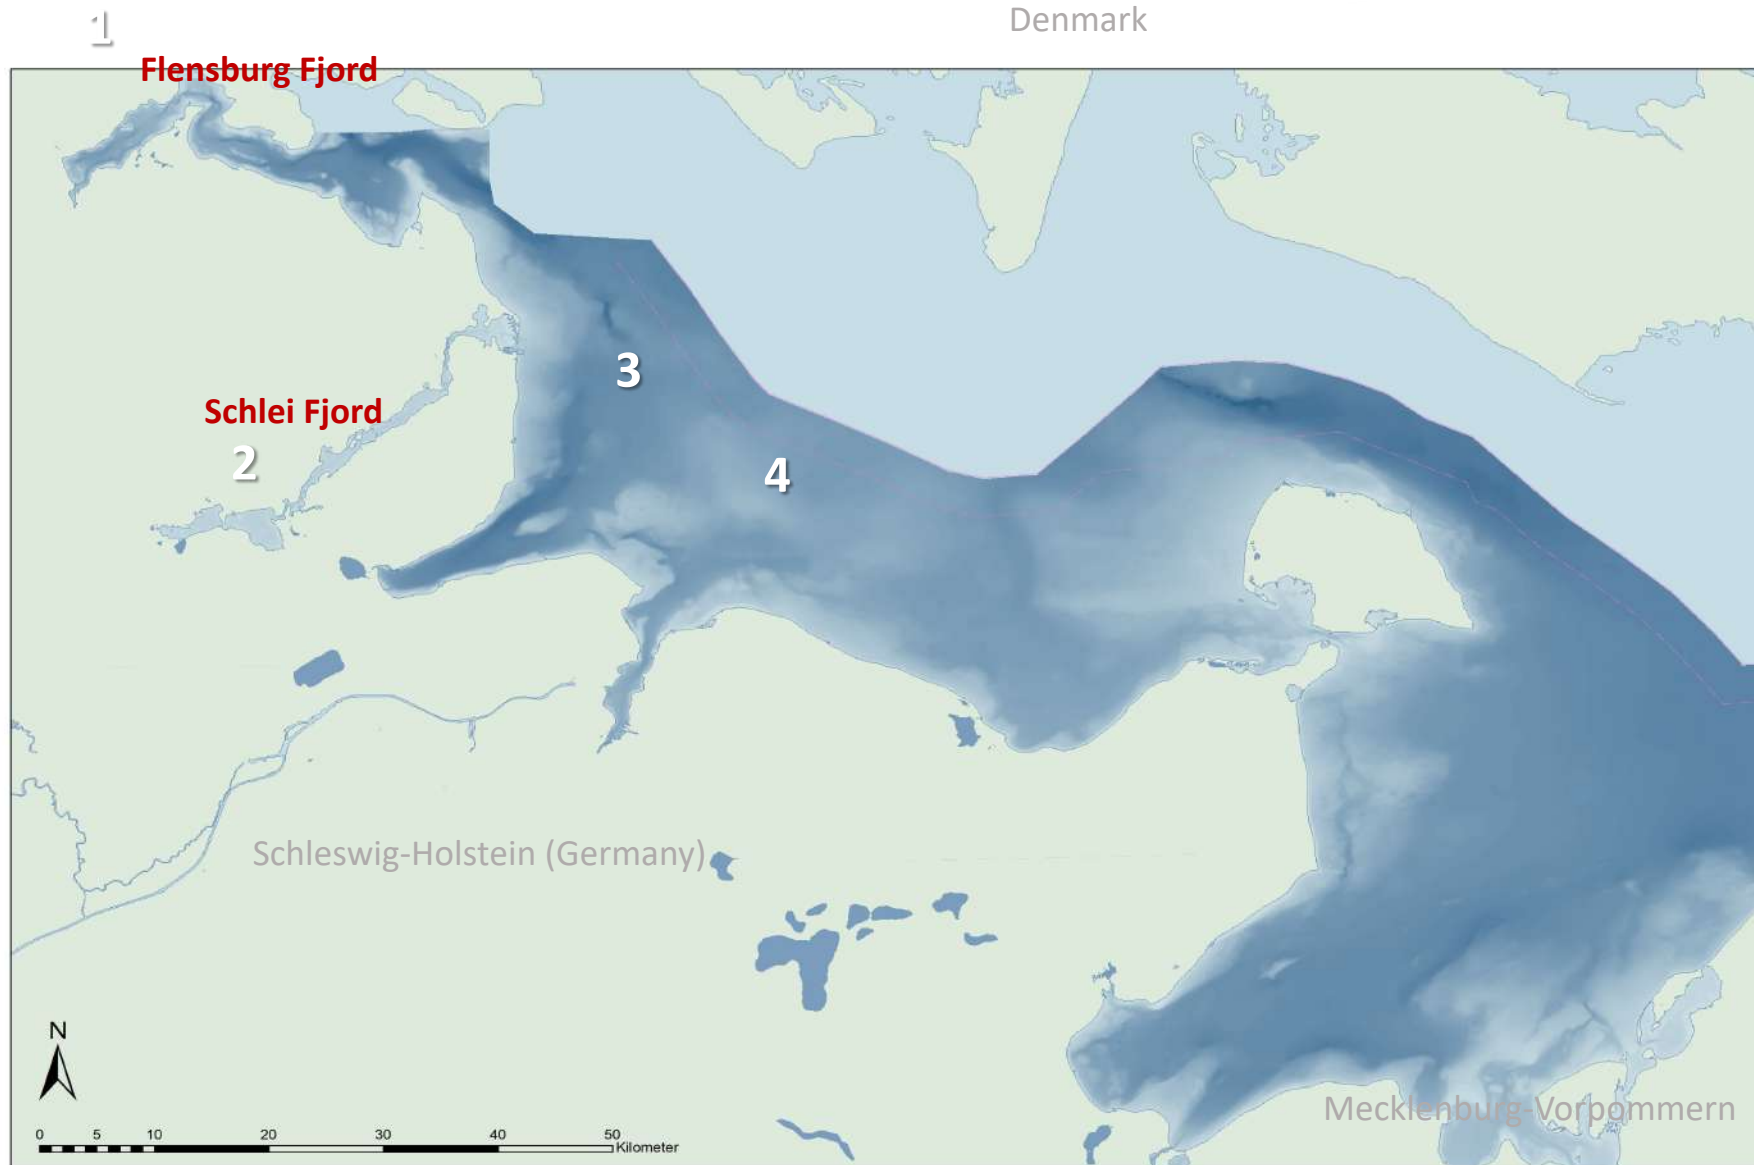 Denmark
1
Flensburg Fjord
3
Schlei Fjord
2
4
Schleswig-Holstein (Germany)
N
Mecklenburg-Vorpommern
0 5 10 20 30 40 50
Kilometer